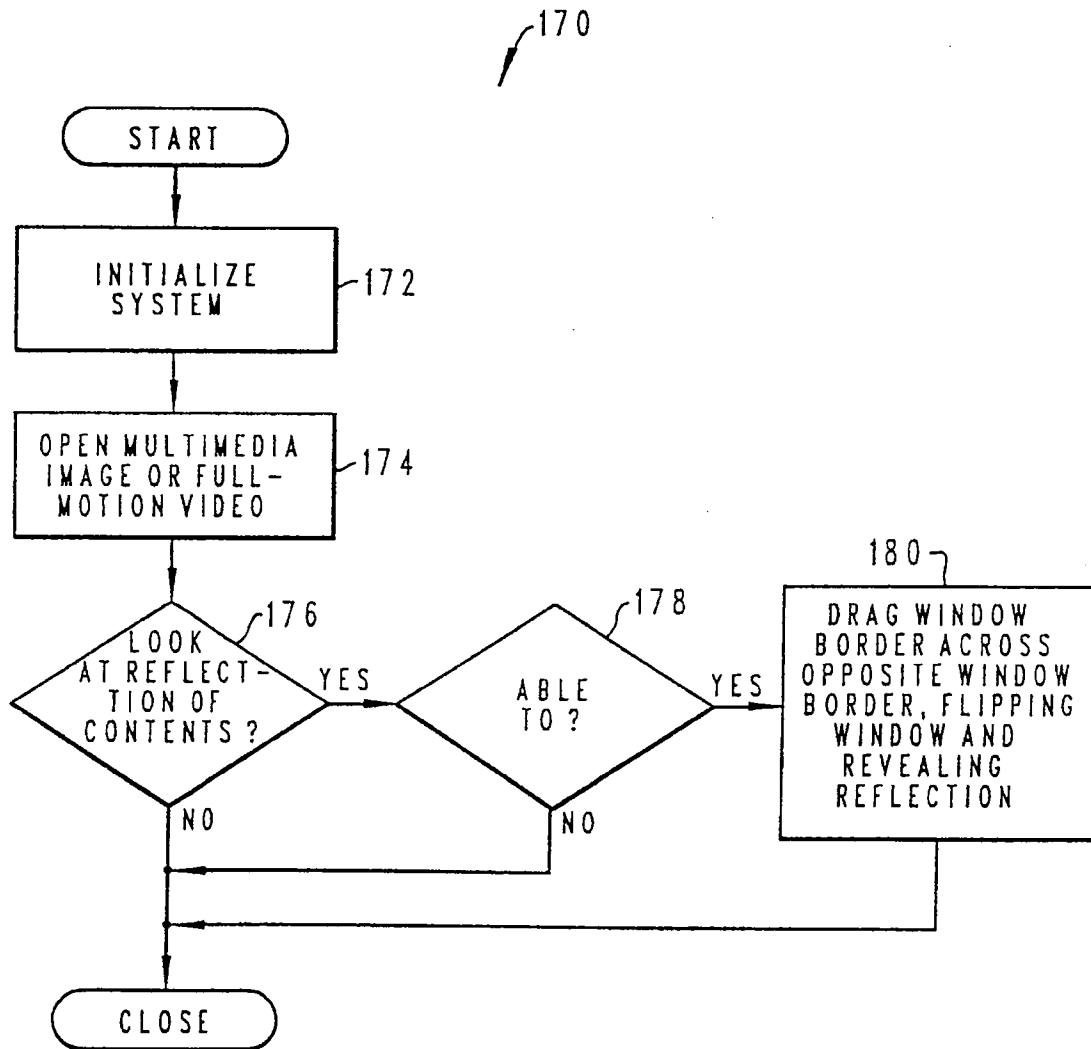 170
START
INITIALIZE
SYSTEM
172
OPEN MULTIMEDIA
IMAGE OR FULL-
MOTION VIDEO
174
LOOK
AT REFLECT-
TION OF
CONTENTS ?
176
YES
NO
ABLE
TO ?
178
YES
NO
180
DRAG WINDOW
BORDER ACROSS
OPPOSITE WINDOW
BORDER, FLIPPING
WINDOW AND
REVEALING
REFLECTION
CLOSE